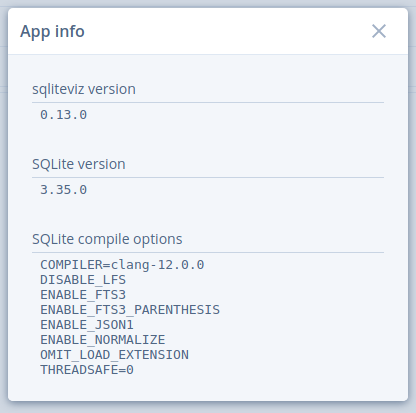 App info
sqliteviz version
0.13.0
SQLite version
3.35.0
SQLite compile options
COMPILER=clang-12.0.0
DISABLE_LFS
ENABLE_FTS3
ENABLE_FTS3_PARENTHESIS
ENABLE_JSON1
ENABLE_NORMALIZE
OMIT_LOAD_EXTENSION
THREADSAFE=0